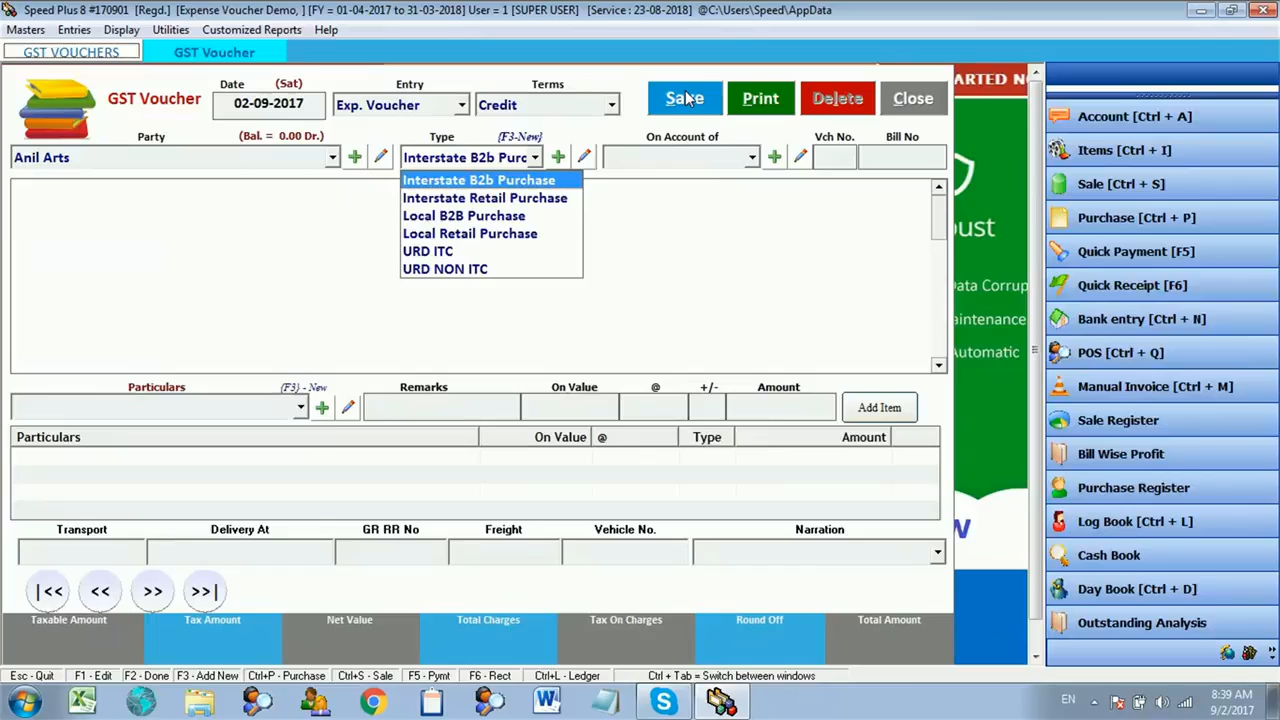 Speed Plus 8 #170901 [Regd.] [Expense Voucher Demo, ] [FY = 01-04-2017 to 31-03-2018] User = 1 [SUPER USER] [Service : 23-08-2018] @C:\Users\Speed\AppData
Masters Entries Display Utilities Customized Reports Help
GST VOUCHERS GST Voucher
GST Voucher
Date (Sat) Entry Terms
02-09-2017 Exp. Voucher Credit Save Print Delete Close
Party (Bal. = 0.00 Dr.) Type [F3-New] On Account of Vch No. Bill No
Anil Arts Interstate B2b Purc
Interstate B2b Purchase
Interstate Retail Purchase
Local B2B Purchase
Local Retail Purchase
URD ITC
URD NON ITC
Particulars (F3) - New Remarks On Value @ +/- Amount
Add Item
Particulars On Value @ Type Amount
Transport Delivery At GR RR No Freight Vehicle No. Narration
|<< << >> >>|
Taxable Amount Tax Amount Net Value Total Charges Tax On Charges Round Off Total Amount
Esc - Quit F1 - Edit F2 - Done F3 - Add New Ctrl+P - Purchase Ctrl+S - Sale F5 - Pymt F6 - Rect Ctrl+L - Ledger Ctrl + Tab = Switch between windows
ARTED
Data Corrup
aintenance
Automatic
Account [Ctrl + A]
Items [Ctrl + I]
Sale [Ctrl + S]
Purchase [Ctrl + P]
Quick Payment [F5]
Quick Receipt [F6]
Bank entry [Ctrl + N]
POS [Ctrl + Q]
Manual Invoice [Ctrl + M]
Sale Register
Bill Wise Profit
Purchase Register
Log Book [Ctrl + L]
Cash Book
Day Book [Ctrl + D]
Outstanding Analysis
EN 8:39 AM
9/2/2017